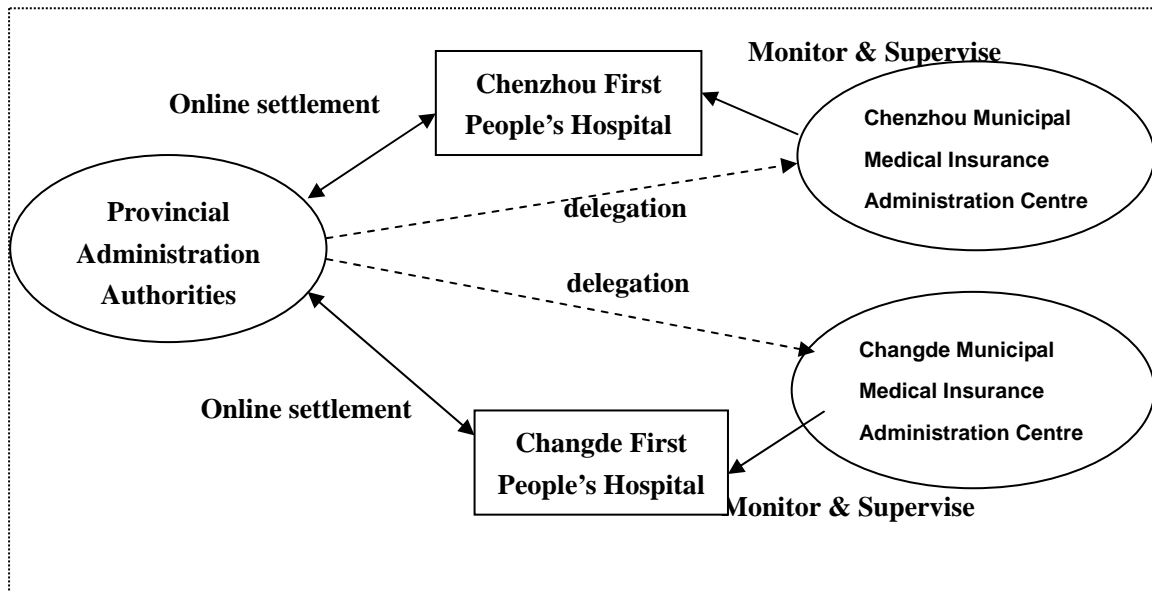 Monitor & Supervise
Chenzhou First
People’s Hospital
Online settlement
Chenzhou Municipal
Medical Insurance
Administration Centre
delegation
Provincial
Administration
Authorities
delegation
Changde Municipal
Medical Insurance
Administration Centre
Online settlement
Changde First
People’s Hospital
Monitor & Supervise